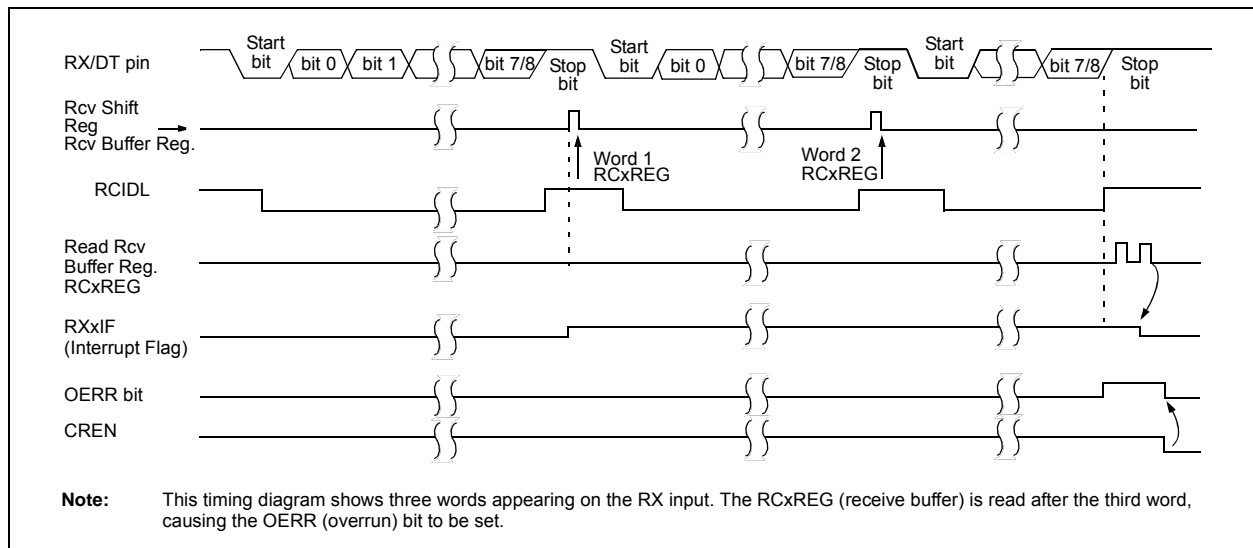 RX/DT pin
Start
bit
bit 0
bit 1
bit 7/8
Stop
bit
Start
bit
bit 0
bit 7/8
Stop
bit
Start
bit
bit 7/8
Stop
bit
Rcv Shift
Reg
Rcv Buffer Reg.
Word 1
RCxREG
Word 2
RCxREG
RCIDL
Read Rcv
Buffer Reg.
RCxREG
RXxIF
(Interrupt Flag)
OERR bit
CREN
Note: This timing diagram shows three words appearing on the RX input. The RCxREG (receive buffer) is read after the third word,
causing the OERR (overrun) bit to be set.